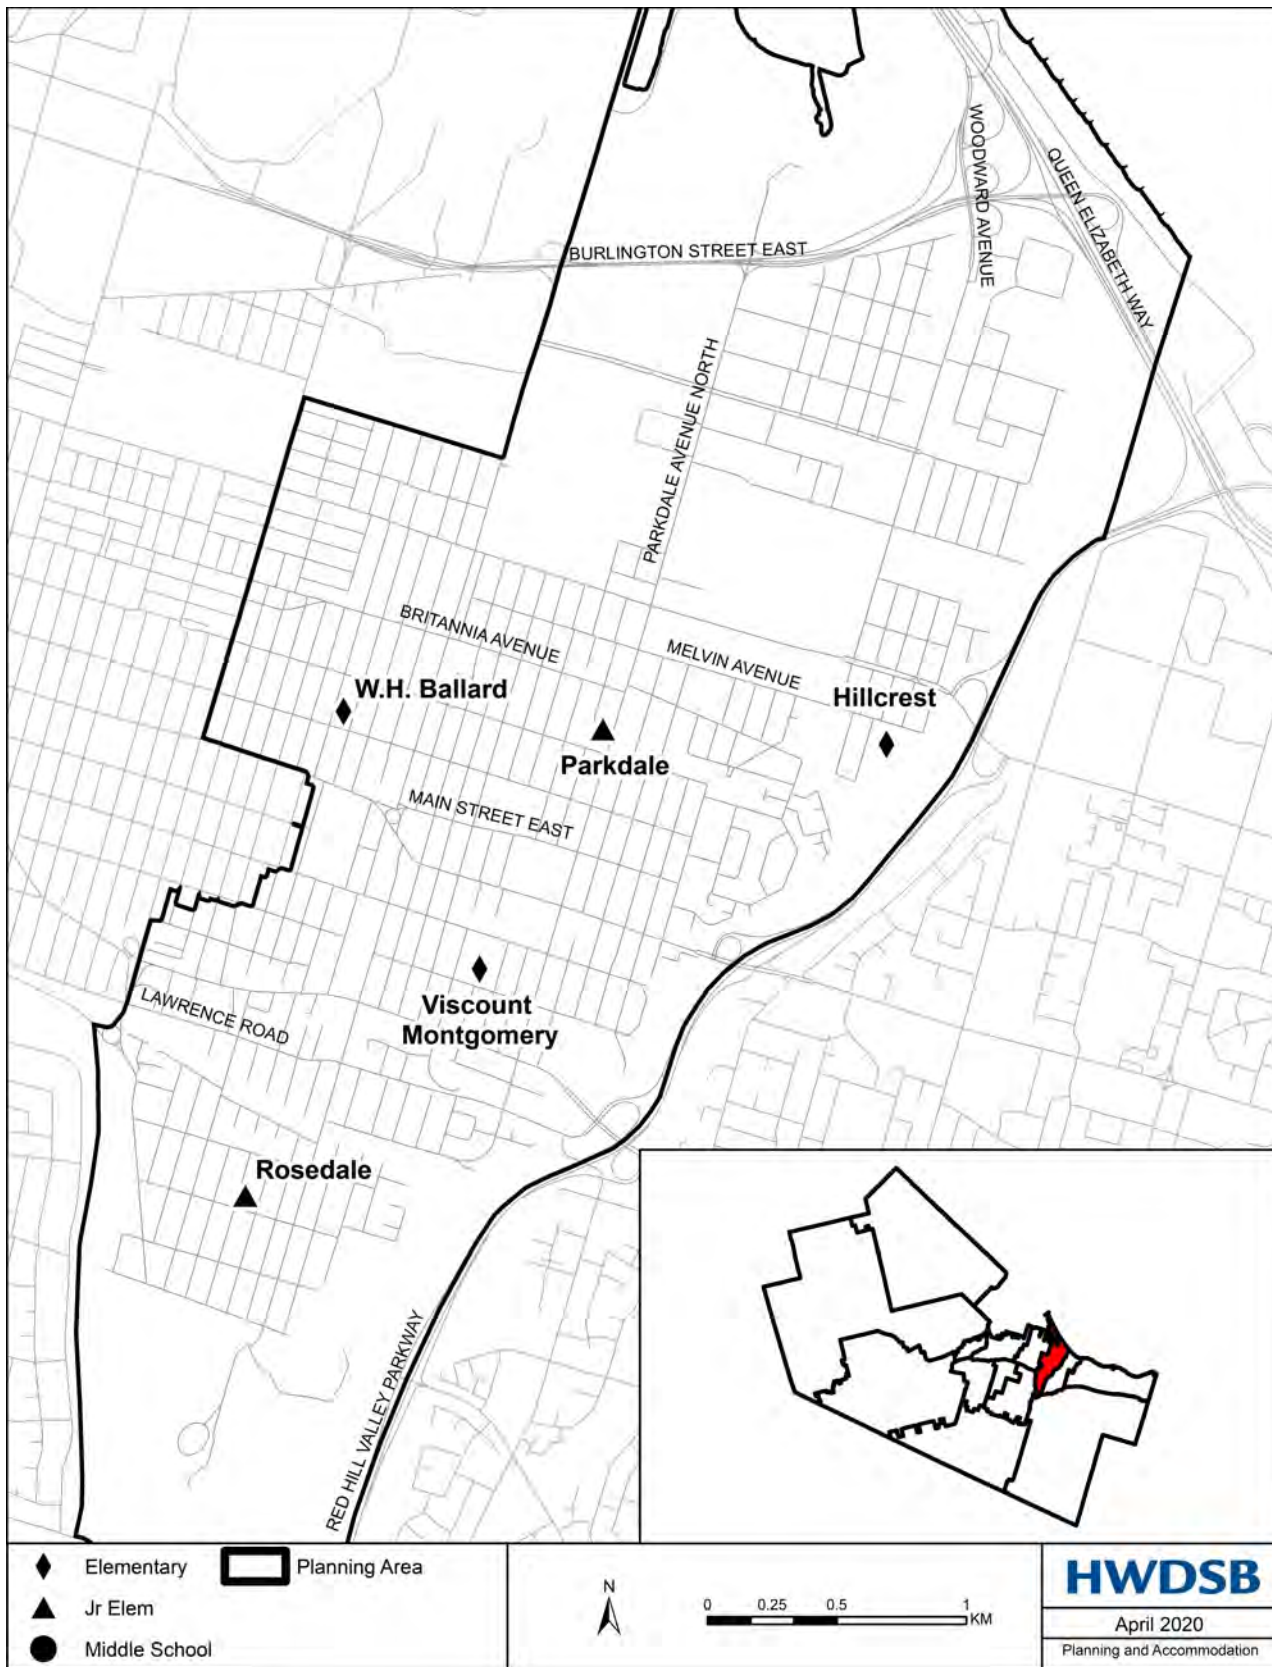 WOODWARD AVENUE
QUEEN ELIZABETH WAY
BURLINGTON STREET EAST
PARKDALE AVENUE NORTH
BRITANNIA AVENUE
MELVIN AVENUE
W.H. Ballard
Hillcrest
Parkdale
MAIN STREET EAST
Viscount
Montgomery
LAWRENCE ROAD
Rosedale
RED HILL VALLEY PARKWAY
Elementary
Planning Area
Jr Elem
Middle School
N
0 0.25 0.5 1
KM
HWDSB
April 2020
Planning and Accommodation